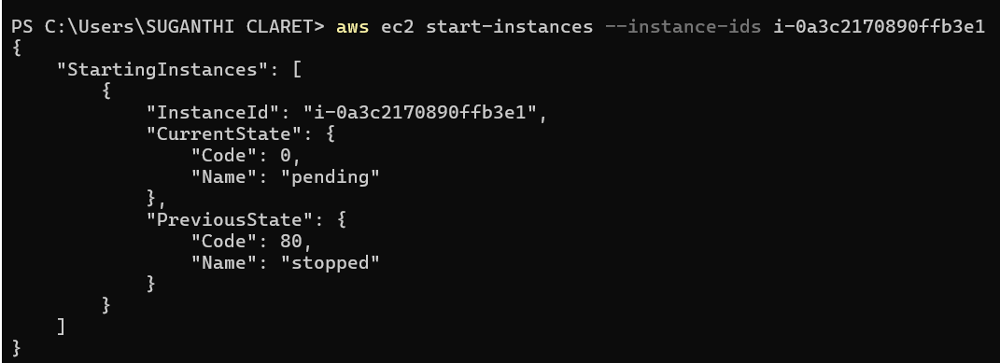 PS C:\Users\SUGANTHI CLARET> aws ec2 start-instances --instance-ids i-0a3c2170890ffb3e1
{
    "StartingInstances": [
        {
            "InstanceId": "i-0a3c2170890ffb3e1",
            "CurrentState": {
                "Code": 0,
                "Name": "pending"
            },
            "PreviousState": {
                "Code": 80,
                "Name": "stopped"
            }
        }
    ]
}